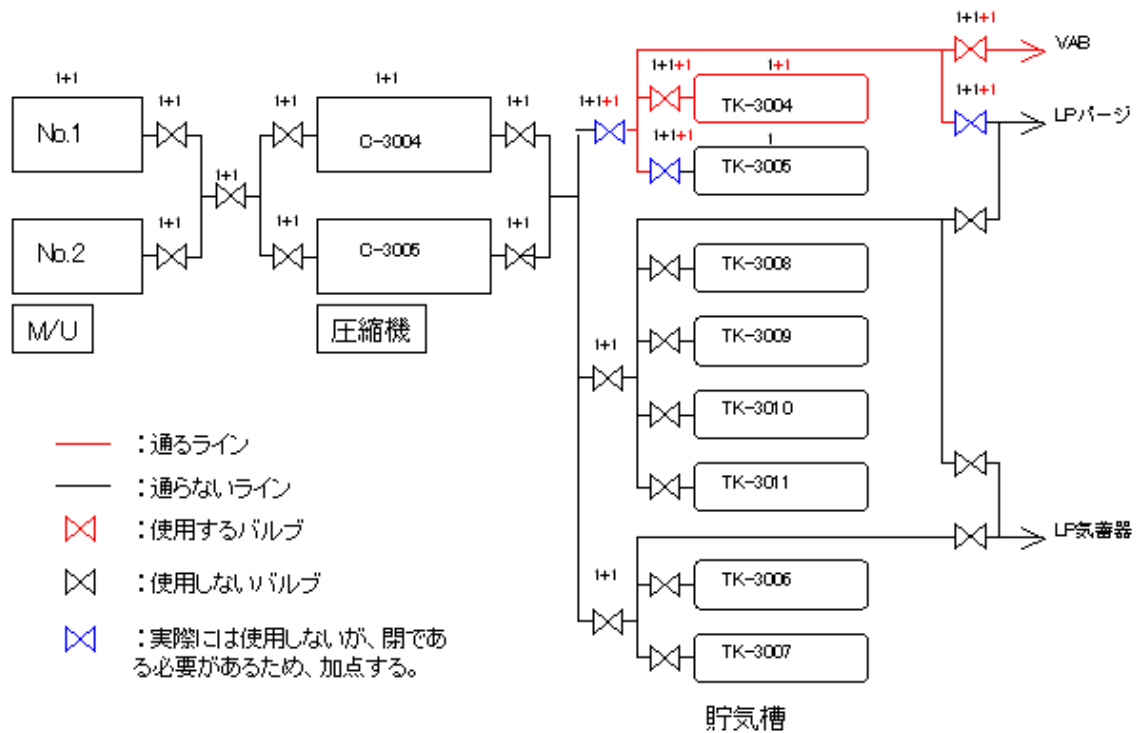 1+1+1
VAB
1+1
1+1
1+1+1
1+1
1+1+1
1+1
1+1
1+1
1+1+1
TK-3004
1+1+1
LPパージ
No.1
C-3004
1+1+1
1
TK-3005
1+1
1+1
1+1
1+1
1+1
No.2
C-3005
TK-3008
M/U
圧縮機
TK-3009
1+1
TK-3010
:通るライン
TK-3011
:通らないライン
:使用するバルブ
LP気蓄器
:使用しないバルブ
1+1
TK-3006
:実際には使用しないが、閉であ
る必要があるため、加点する。
TK-3007
貯気槽